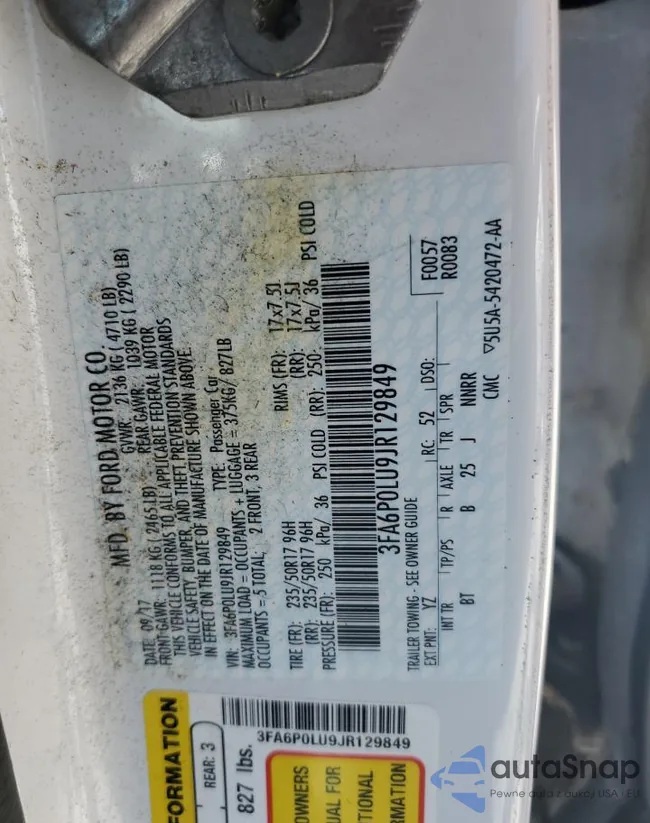 MFD. BY FORD MOTOR CO.
DATE: 09/17 GVWR: 2136 KG ( 4710 LB)
FRONT GAWR: 1118 KG ( 2465 LB) REAR GAWR: 1039 KG ( 2290 LB)
THIS VEHICLE CONFORMS TO ALL APPLICABLE FEDERAL MOTOR
VEHICLE SAFETY, BUMPER, AND THEFT PREVENTION STANDARDS
IN EFFECT ON THE DATE OF MANUFACTURE SHOWN ABOVE.
VIN: 3FA6P0LU9JR129849 TYPE: Passenger Car
MAXIMUM LOAD = OCCUPANTS + LUGGAGE = 375KG/ 827LB
OCCUPANTS = 5 TOTAL; 2 FRONT, 3 REAR
TIRE (FR): 235/50R17 96H RIMS (FR): 17x7.5J
(RR): 235/50R17 96H (RR): 17x7.5J
PRESSURE (FR): 250 kPa/ 36 PSI COLD (RR): 250 kPa/ 36 PSI COLD
3FA6P0LU9JR129849
TRAILER TOWING - SEE OWNER GUIDE F0057
EXT PNT: YZ RC: 52 DSO: R0083
INT TR TP/PS R AXLE TR SPR
BT B 25 J NNRR
CMC ▽5U5A-5420472-AA
FORMATION
REAR: 3
827 lbs.
3FA6P0LU9JR129849
OWNERS
UAL FOR
TIONAL
RMATION
autoSnap
Pewne auta z aukcji USA i EU